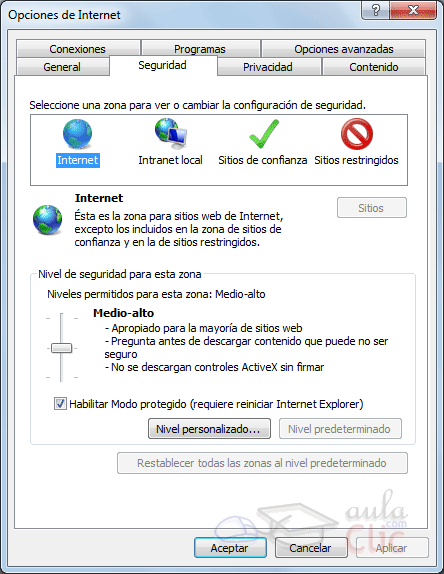 Opciones de Internet
Conexiones Programas Opciones avanzadas
General Seguridad Privacidad Contenido
Seleccione una zona para ver o cambiar la configuración de seguridad.
Internet Intranet local Sitios de confianza Sitios restringidos
Internet
Sitios
Ésta es la zona para sitios web de Internet,
excepto los incluidos en la zona de sitios de
confianza y en la de sitios restringidos.
Nivel de seguridad para esta zona
Niveles permitidos para esta zona: Medio-alto
Medio-alto
- Apropiado para la mayoría de sitios web
- Pregunta antes de descargar contenido que puede no ser
seguro
- No se descargan controles ActiveX sin firmar
Habilitar Modo protegido (requiere reiniciar Internet Explorer)
Nivel personalizado... Nivel predeterminado
Restablecer todas las zonas al nivel predeterminado
aula
.com
Clic
Aceptar Cancelar Aplicar